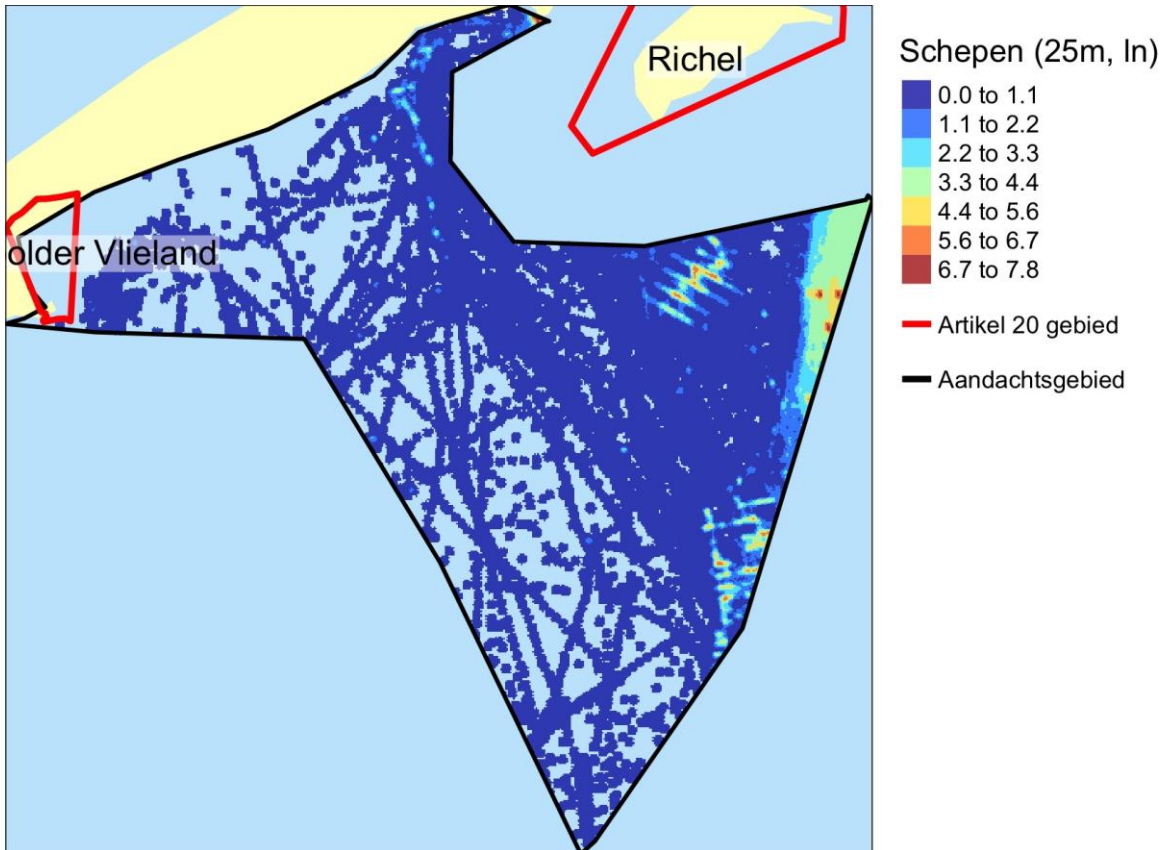 Richel
older Vlieland
Schepen (25m, ln)
0.0 to 1.1
1.1 to 2.2
2.2 to 3.3
3.3 to 4.4
4.4 to 5.6
5.6 to 6.7
6.7 to 7.8
Artikel 20 gebied
Aandachtsgebied